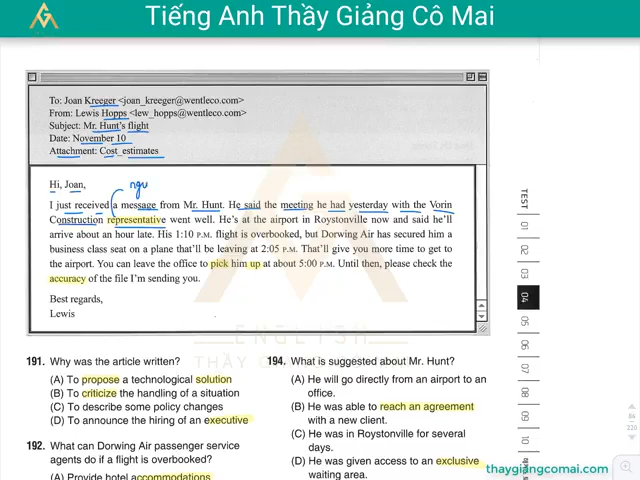 Tiếng Anh Thầy Giảng Cô Mai
To: Joan Kreeger <joan_kreeger@wentleco.com>
From: Lewis Hopps <lew_hopps@wentleco.com>
Subject: Mr. Hunt's flight
Date: November 10
Attachment: Cost_estimates
Hi, Joan,
ngu
I just received a message from Mr. Hunt. He said the meeting he had yesterday with the Vorin
Construction representative went well. He's at the airport in Roystonville now and said he'll
arrive about an hour late. His 1:10 P.M. flight is overbooked, but Dorwing Air has secured him a
business class seat on a plane that'll be leaving at 2:05 P.M. That'll give you more time to get to
the airport. You can leave the office to pick him up at about 5:00 P.M. Until then, please check the
accuracy of the file I'm sending you.
Best regards,
Lewis
ENGLISH
191. Why was the article written?
(A) To propose a technological solution
(B) To criticize the handling of a situation
(C) To describe some policy changes
(D) To announce the hiring of an executive
192. What can Dorwing Air passenger service
agents do if a flight is overbooked?
(A) Provide hotel accommodations
194. What is suggested about Mr. Hunt?
(A) He will go directly from an airport to an
office.
(B) He was able to reach an agreement
with a new client.
(C) He was in Roystonville for several
days.
(D) He was given access to an exclusive
waiting area.
TEST
01
02
03
04
05
06
07
08
09
10
86
220
thaygiangcomai.com